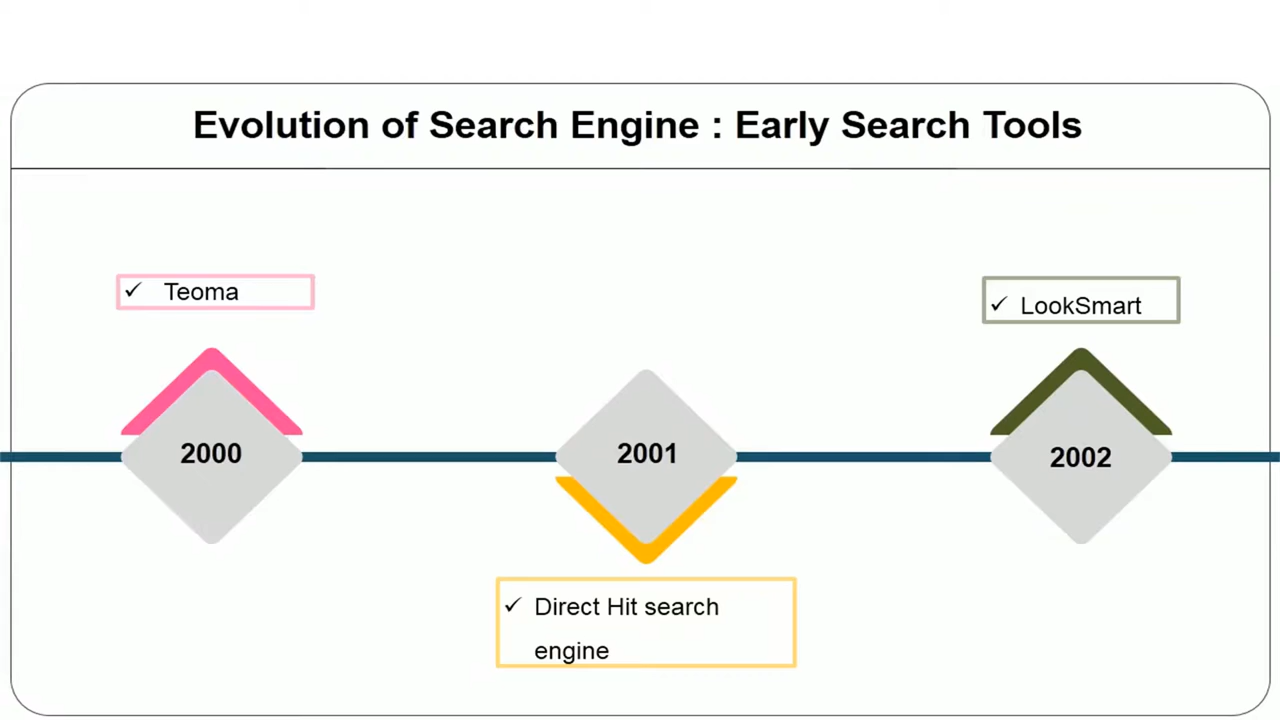 Evolution of Search Engine : Early Search Tools
✓ Teoma
✓ LookSmart
2000
2001
2002
✓ Direct Hit search
engine